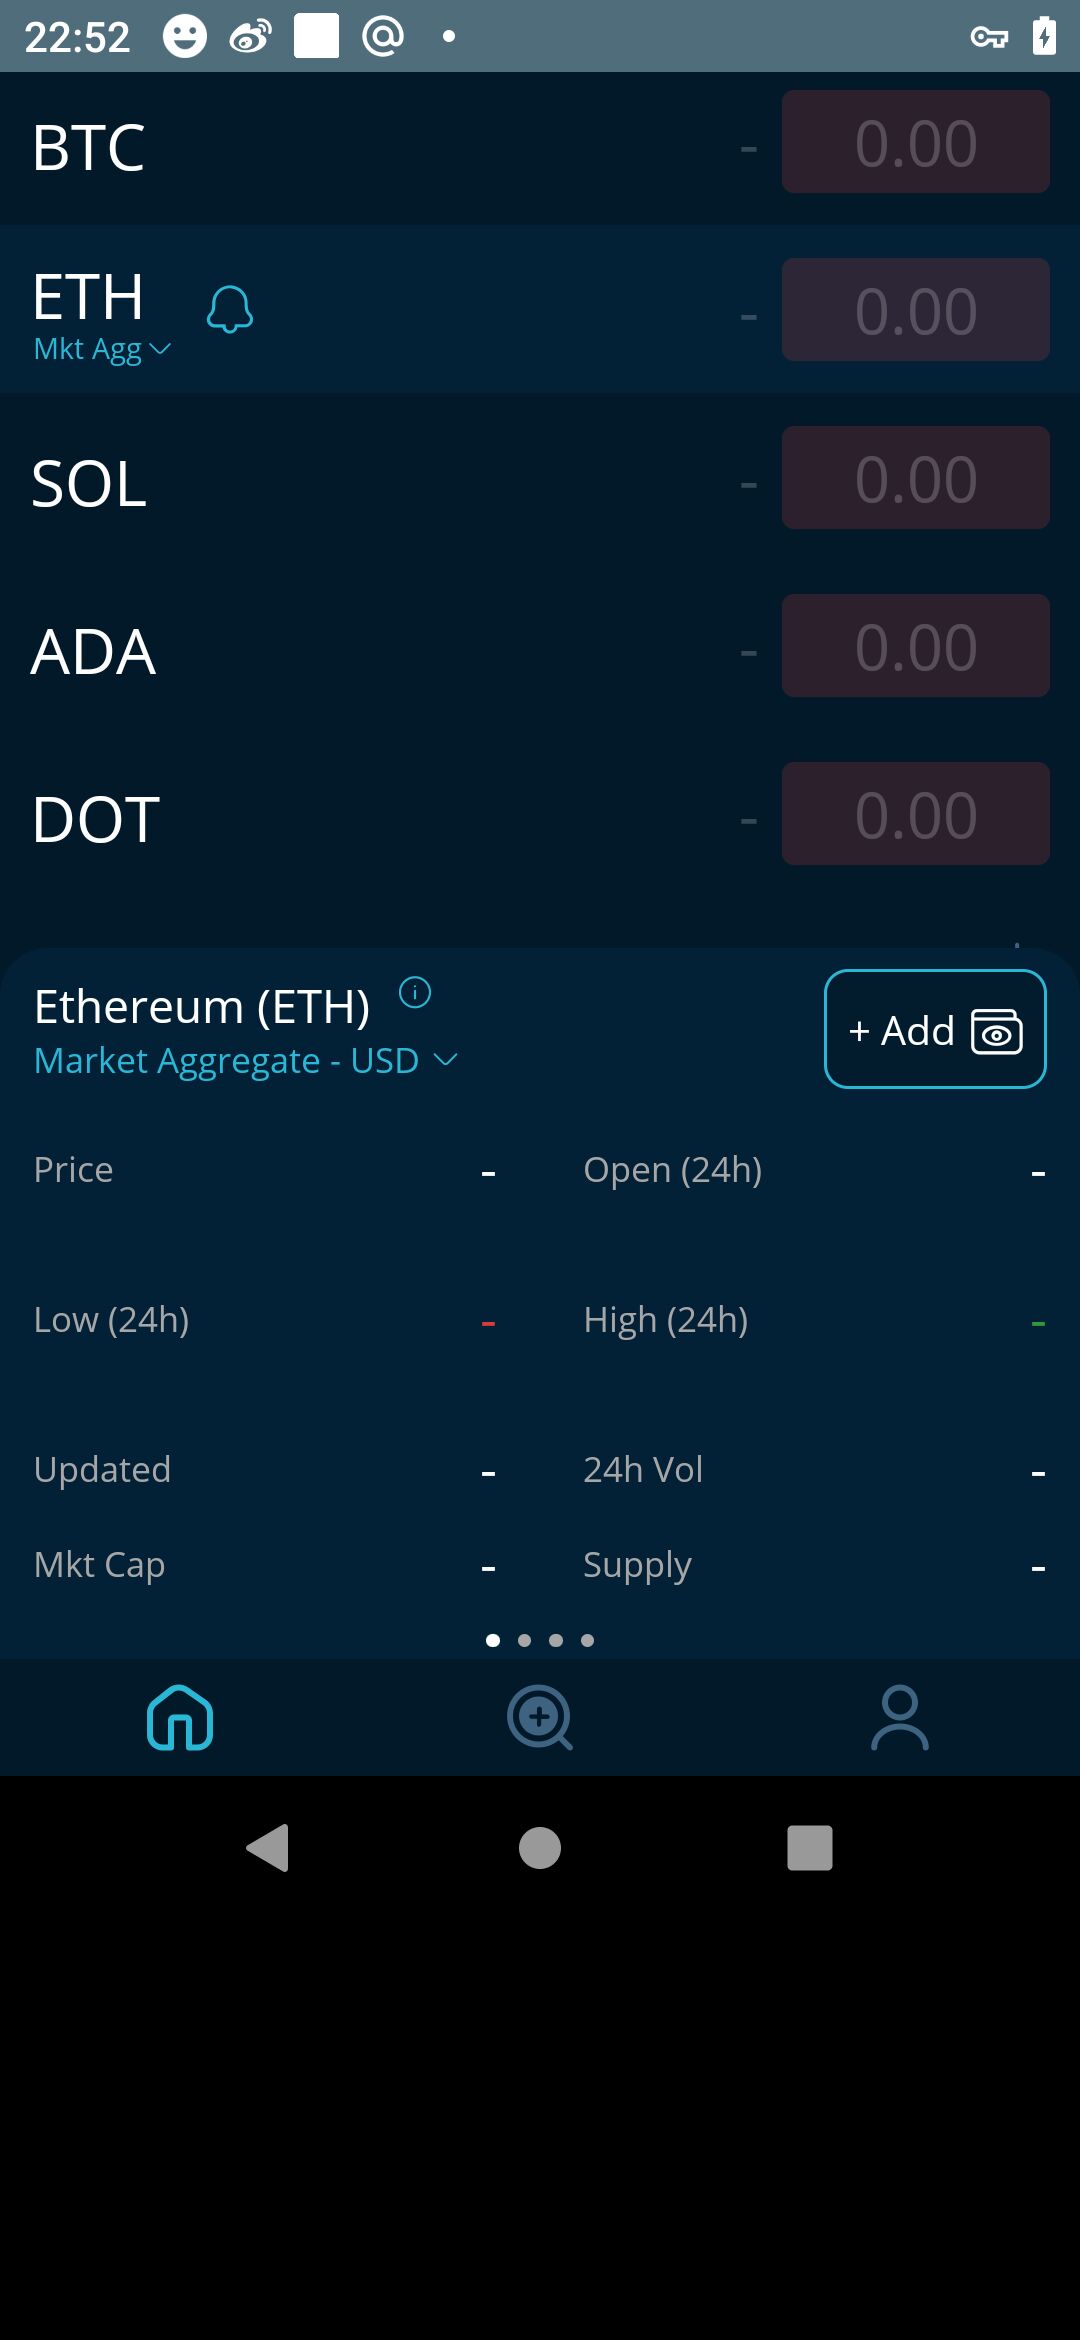 22:52
BTC - 0.00
ETH - 0.00
Mkt Agg
SOL - 0.00
ADA - 0.00
DOT - 0.00
Ethereum (ETH)
+ Add
Market Aggregate - USD
Price - Open (24h) -
Low (24h) - High (24h) -
Updated - 24h Vol -
Mkt Cap - Supply -